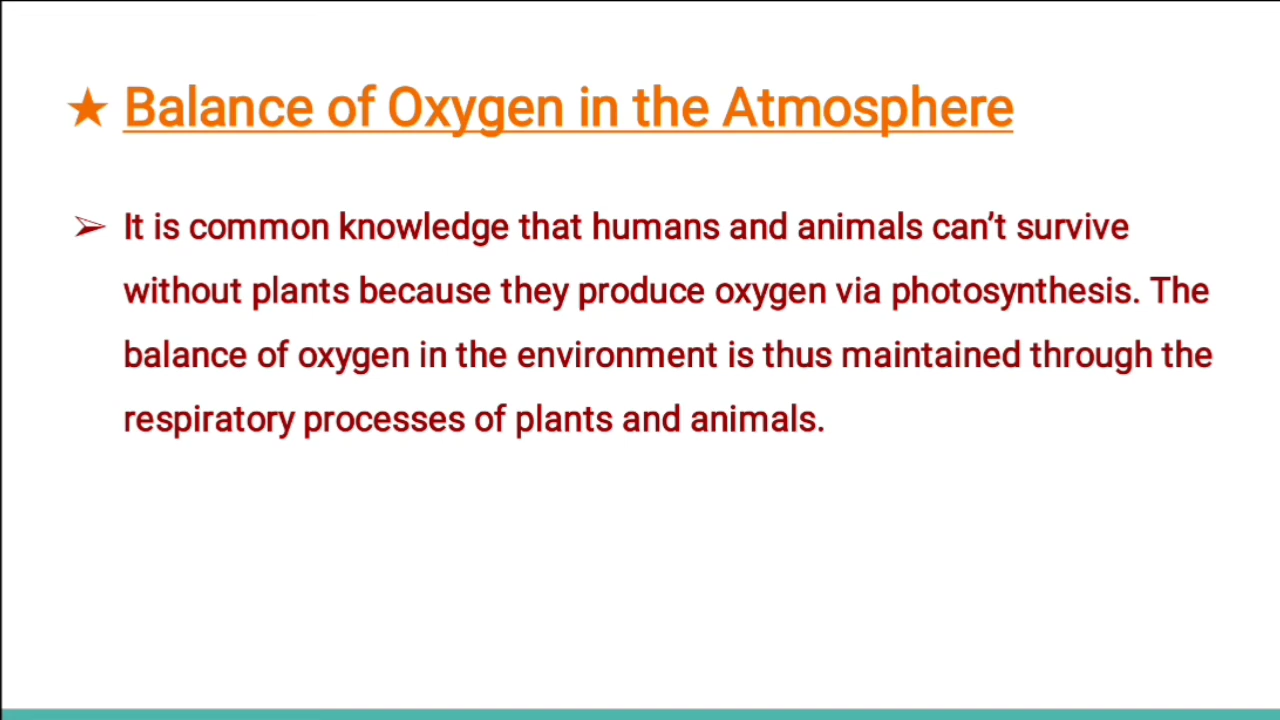 ★ Balance of Oxygen in the Atmosphere
➢ It is common knowledge that humans and animals can’t survive
without plants because they produce oxygen via photosynthesis. The
balance of oxygen in the environment is thus maintained through the
respiratory processes of plants and animals.